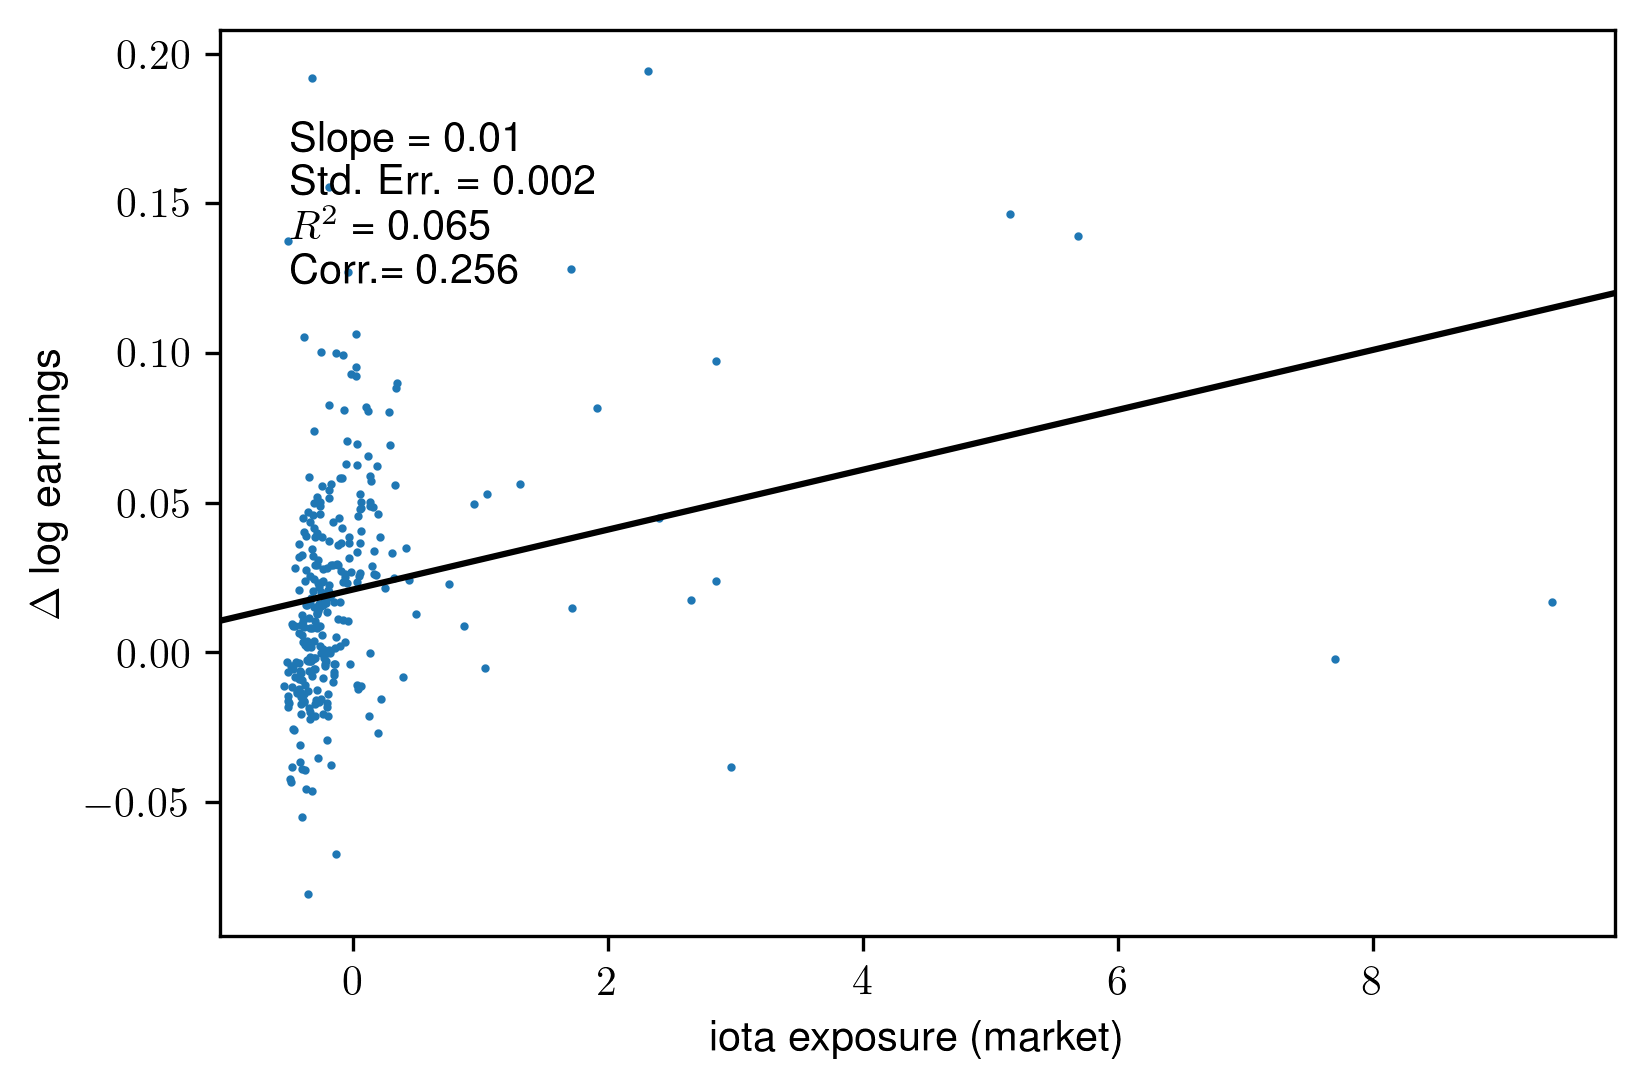 0.20
0.15
0.10
0.05
0.00
−0.05
Δ log earnings
Slope = 0.01
Std. Err. = 0.002
R² = 0.065
Corr.= 0.256
0 2 4 6 8
iota exposure (market)